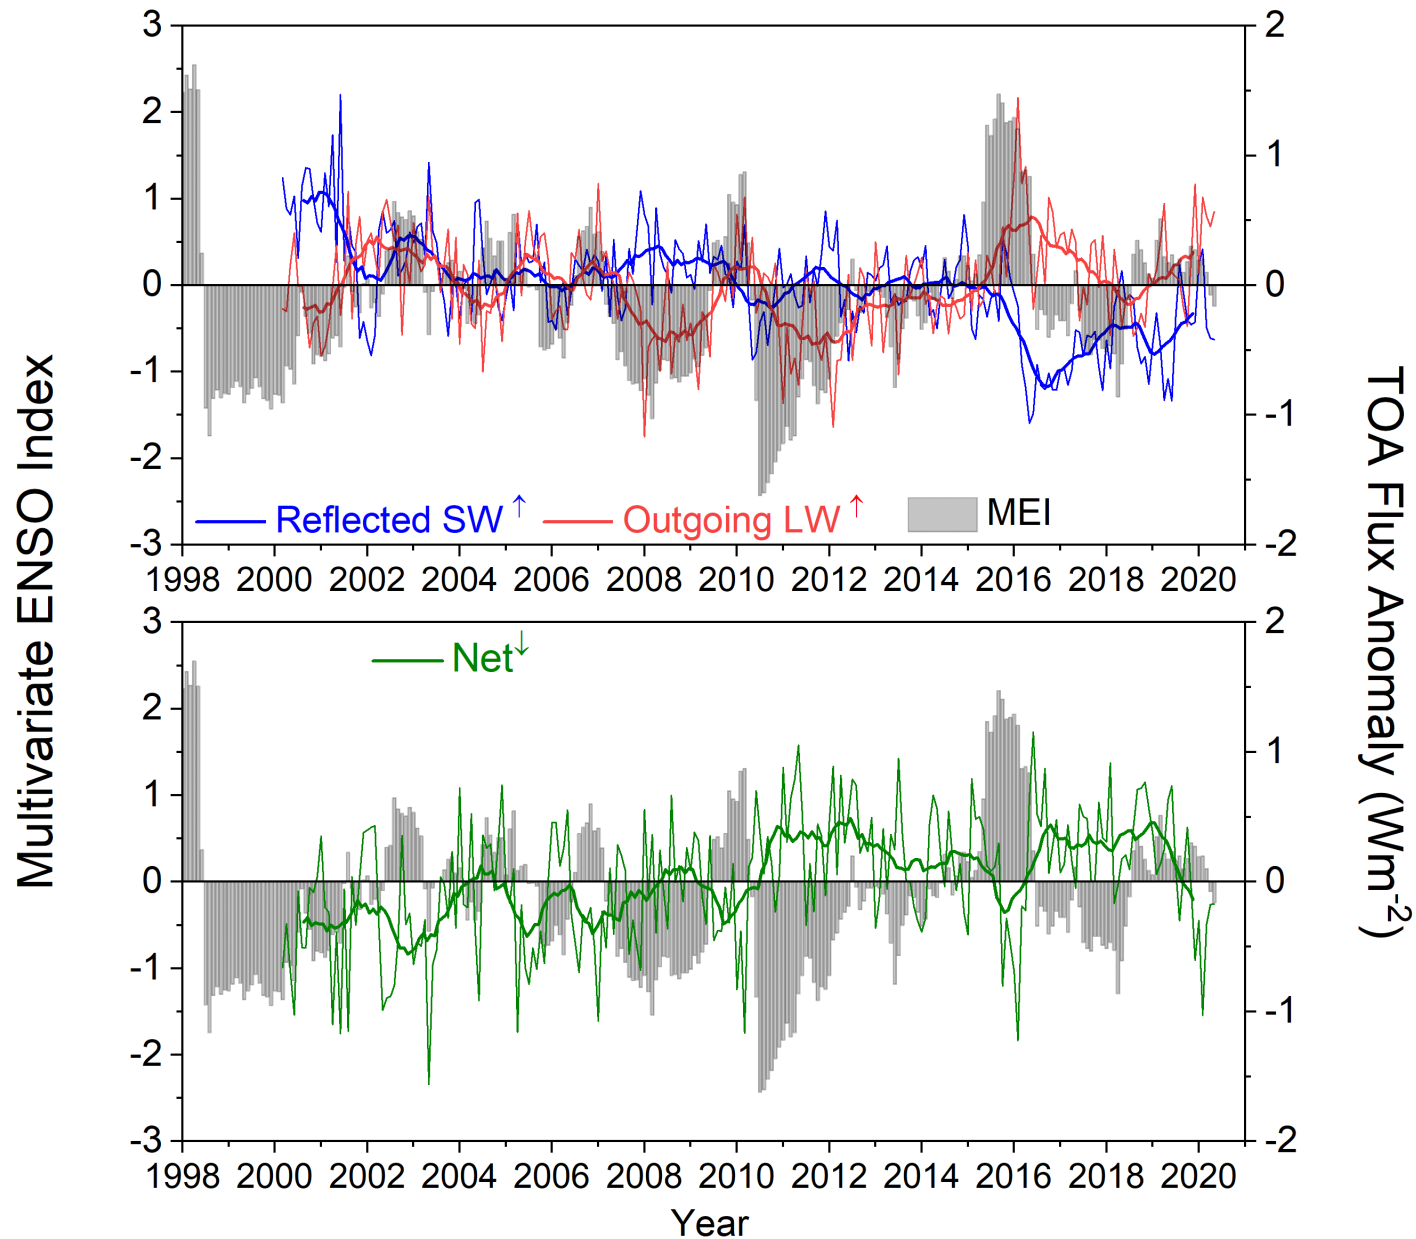 3
2
1
0
-1
-2
-3
2
1
0
-1
-2
Reflected SW ↑
Outgoing LW ↑
MEI
1998 2000 2002 2004 2006 2008 2010 2012 2014 2016 2018 2020
Multivariate ENSO Index
TOA Flux Anomaly (Wm-2)
3
2
1
0
-1
-2
-3
2
1
0
-1
-2
Net↓
1998 2000 2002 2004 2006 2008 2010 2012 2014 2016 2018 2020
Year